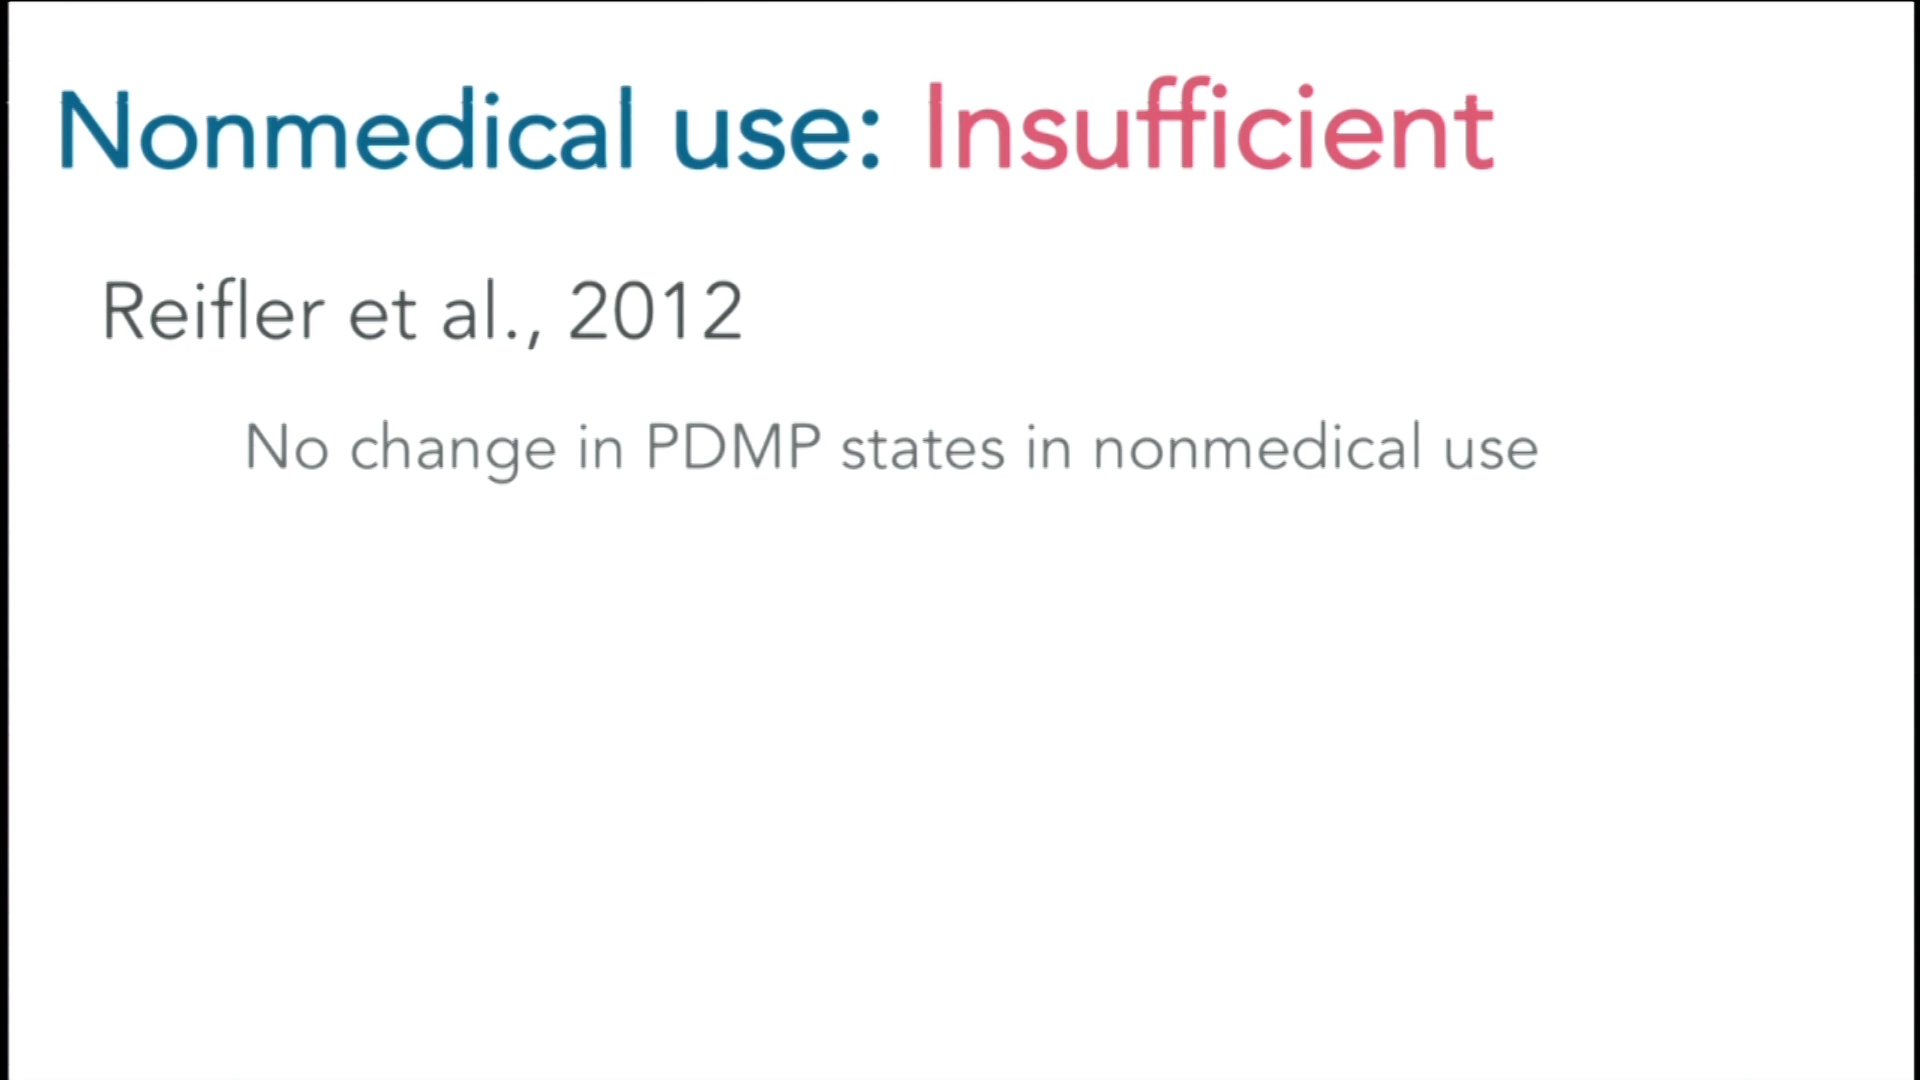 Nonmedical use: Insufficient
Reifler et al., 2012
No change in PDMP states in nonmedical use